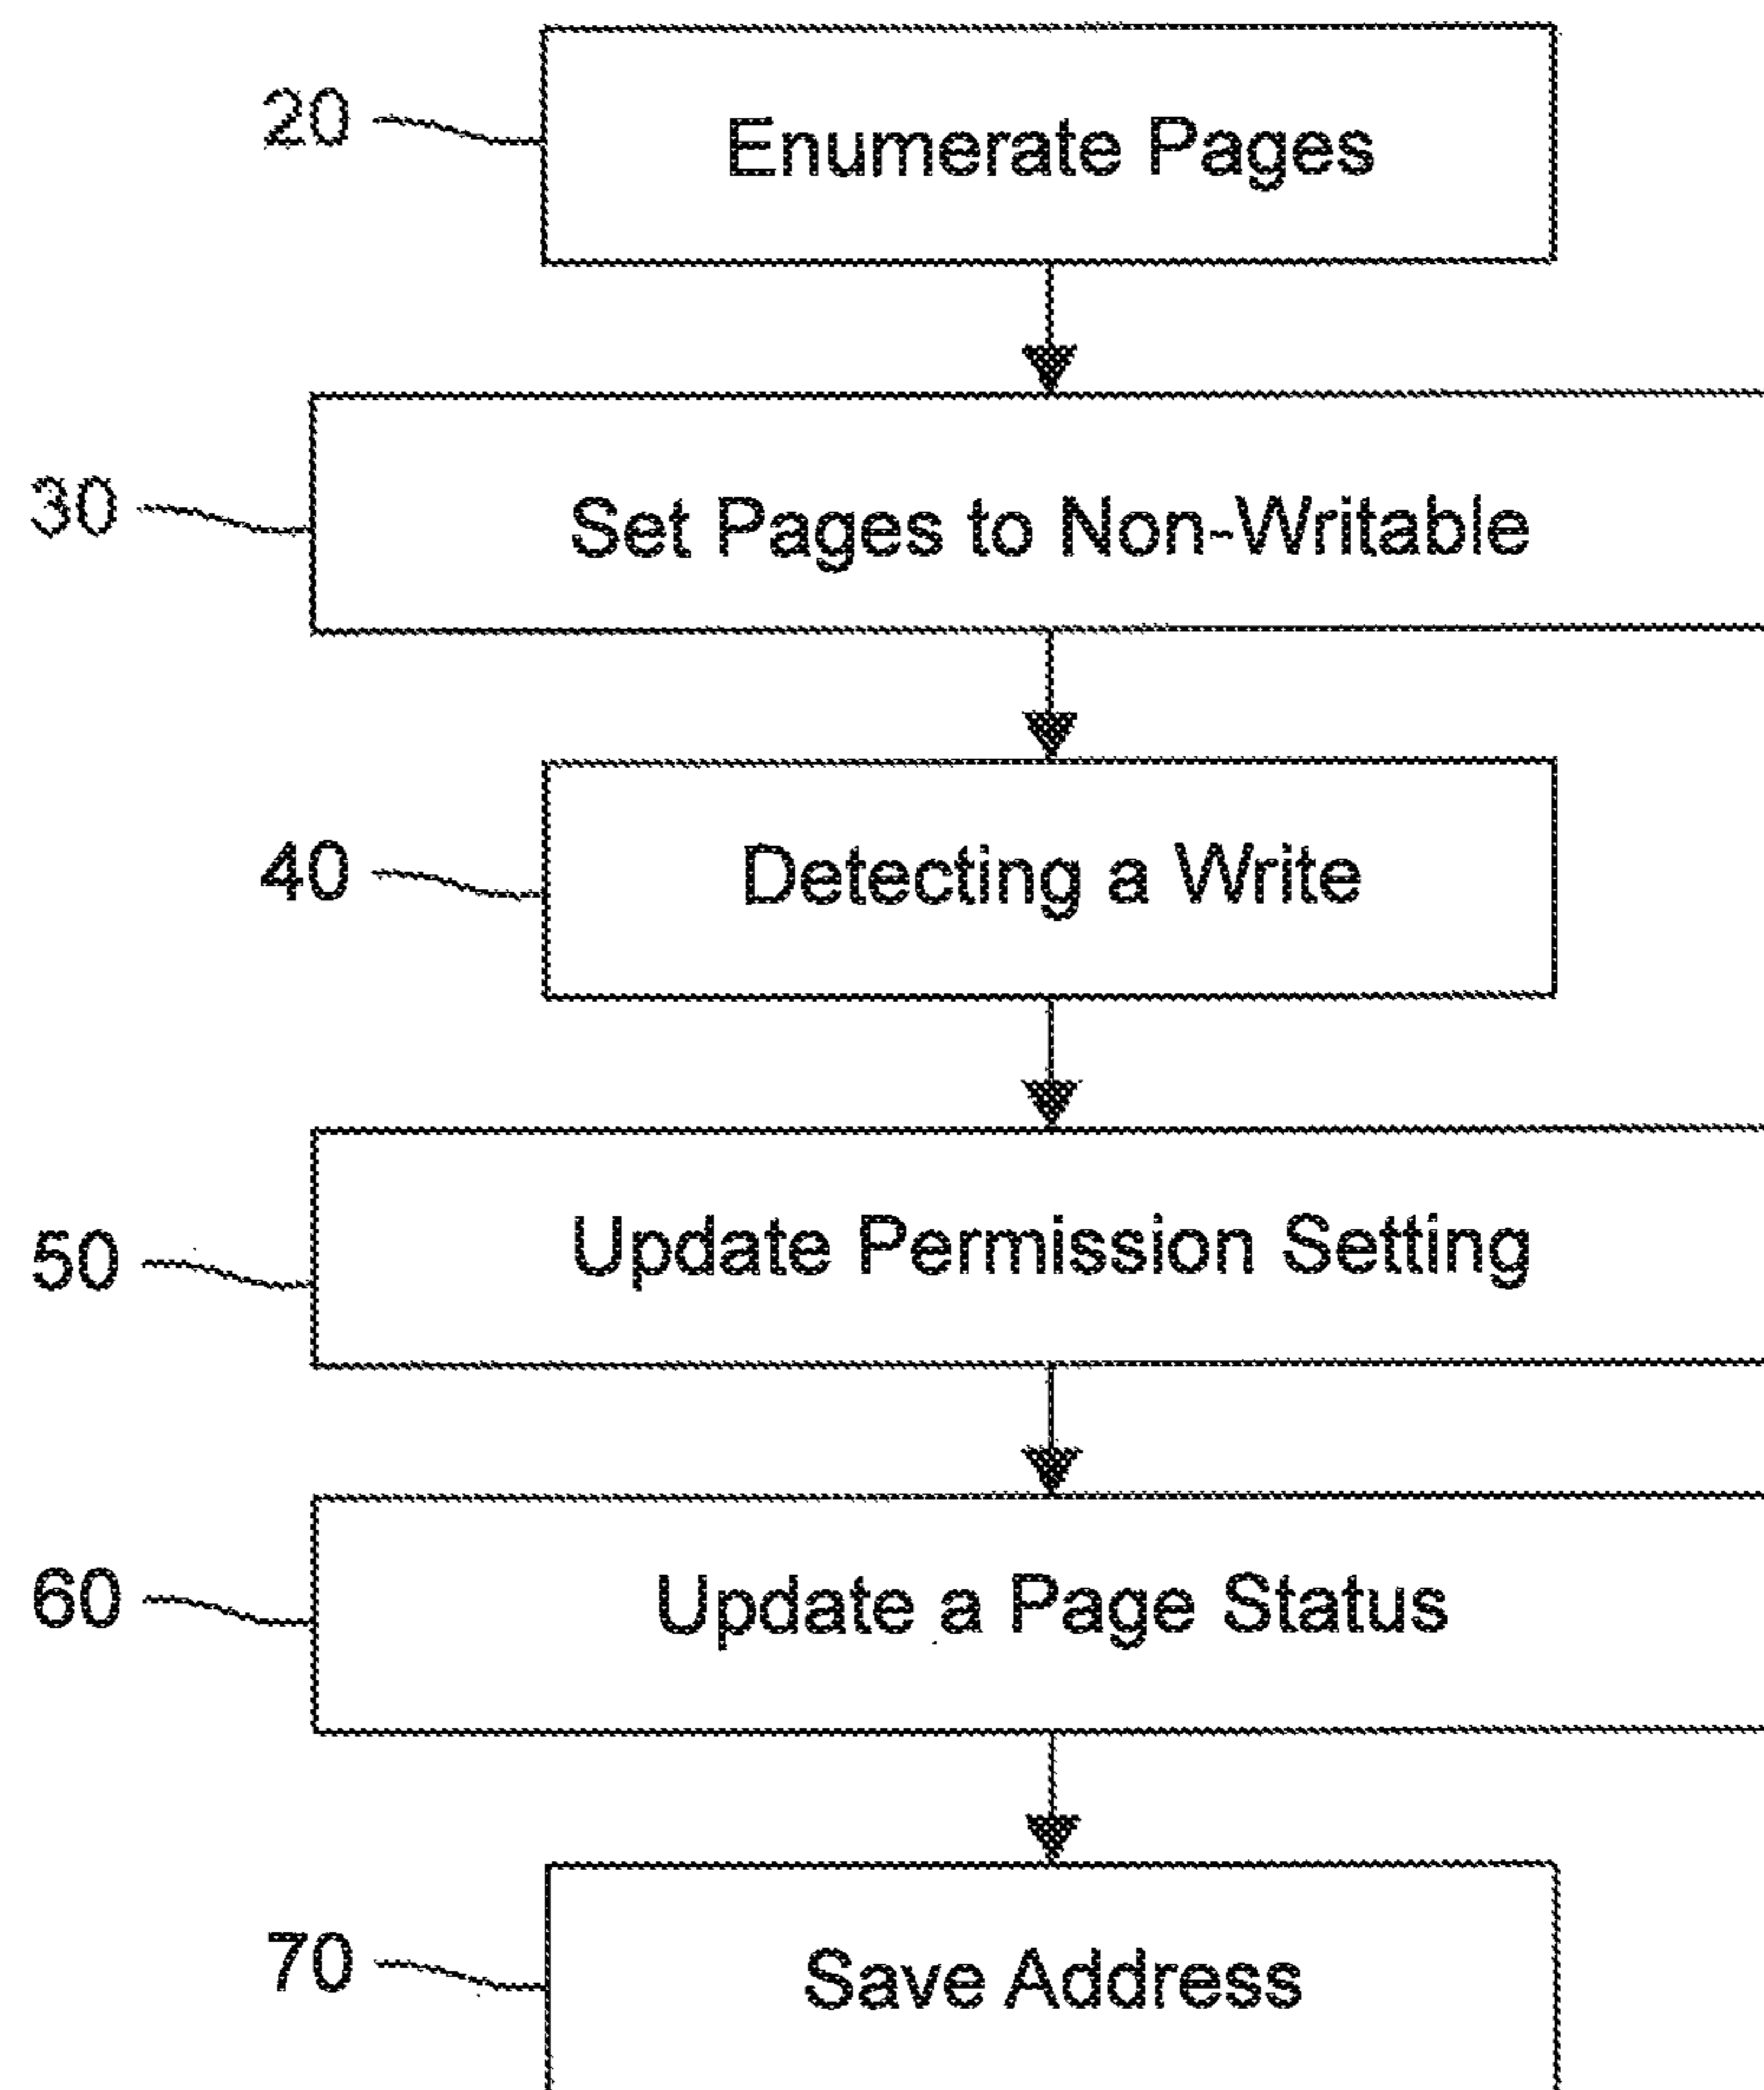 20 Enumerate Pages
30 Set Pages to Non-Writable
40 Detecting a Write
50 Update Permission Setting
60 Update a Page Status
70 Save Address